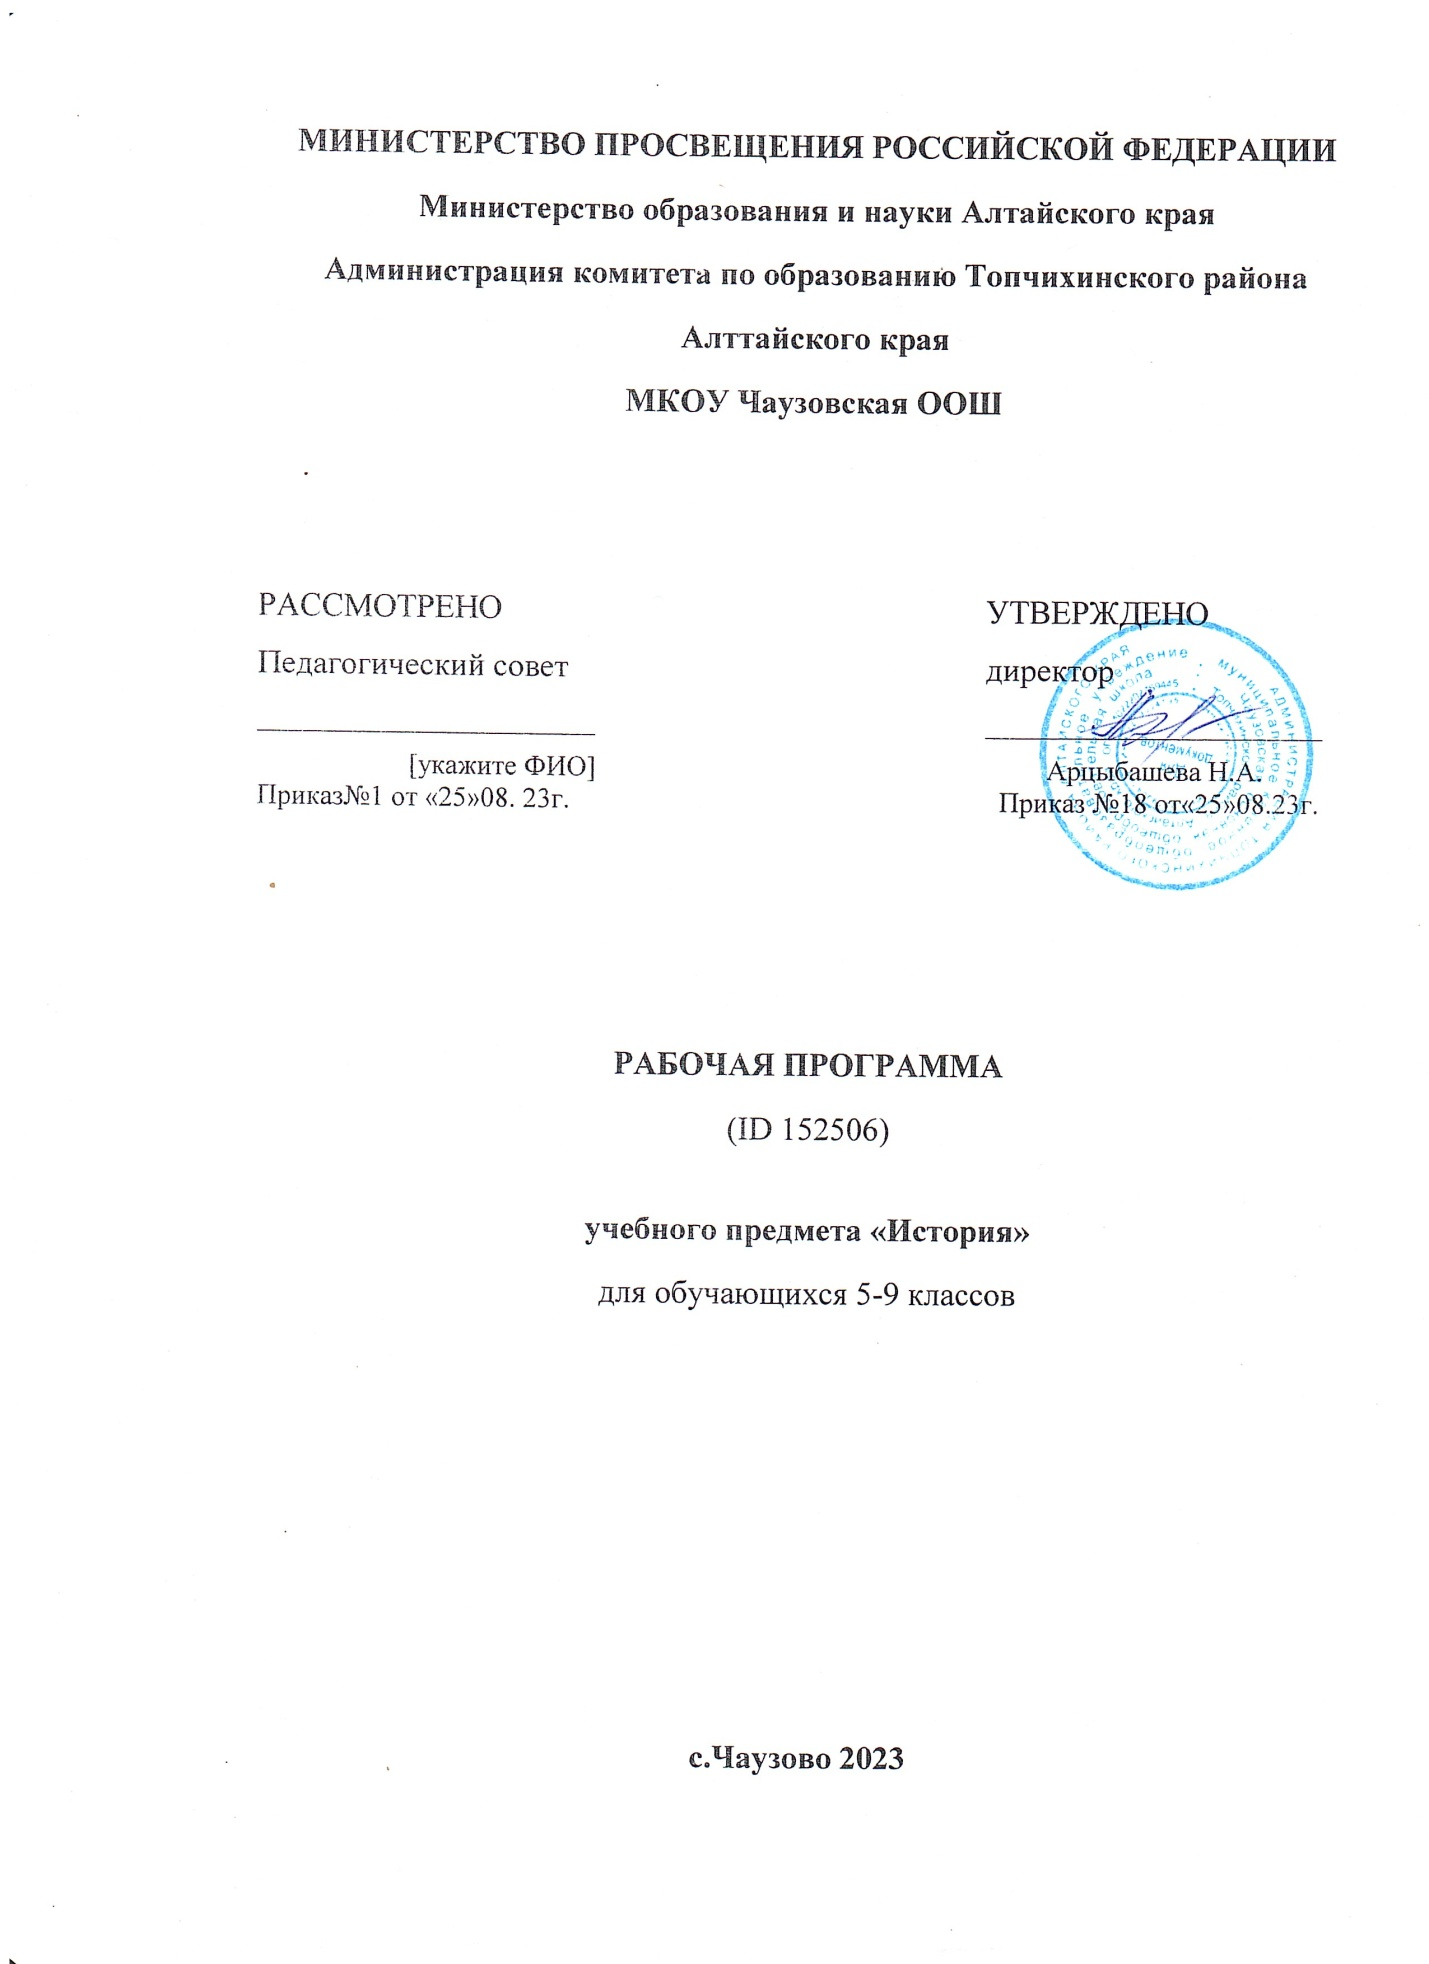 МИНИСТЕРСТВО ПРОСВЕЩЕНИЯ РОССИЙСКОЙ ФЕДЕРАЦИИ
Министерство образования и науки Алтайского края
Администрация комитета по образованию Топчихинского района
Алттайского края
МКОУ Чаузовская ООШ
РАССМОТРЕНО
Педагогический совет
[укажите ФИО]
Приказ№1 от «25»08. 23г.
УТВЕРЖДЕНО
директор
Арцыбашева Н.А.
Приказ №18 от«25»08.23г.
РАБОЧАЯ ПРОГРАММА
(ID 152506)
учебного предмета «История»
для обучающихся 5-9 классов
с.Чаузово 2023